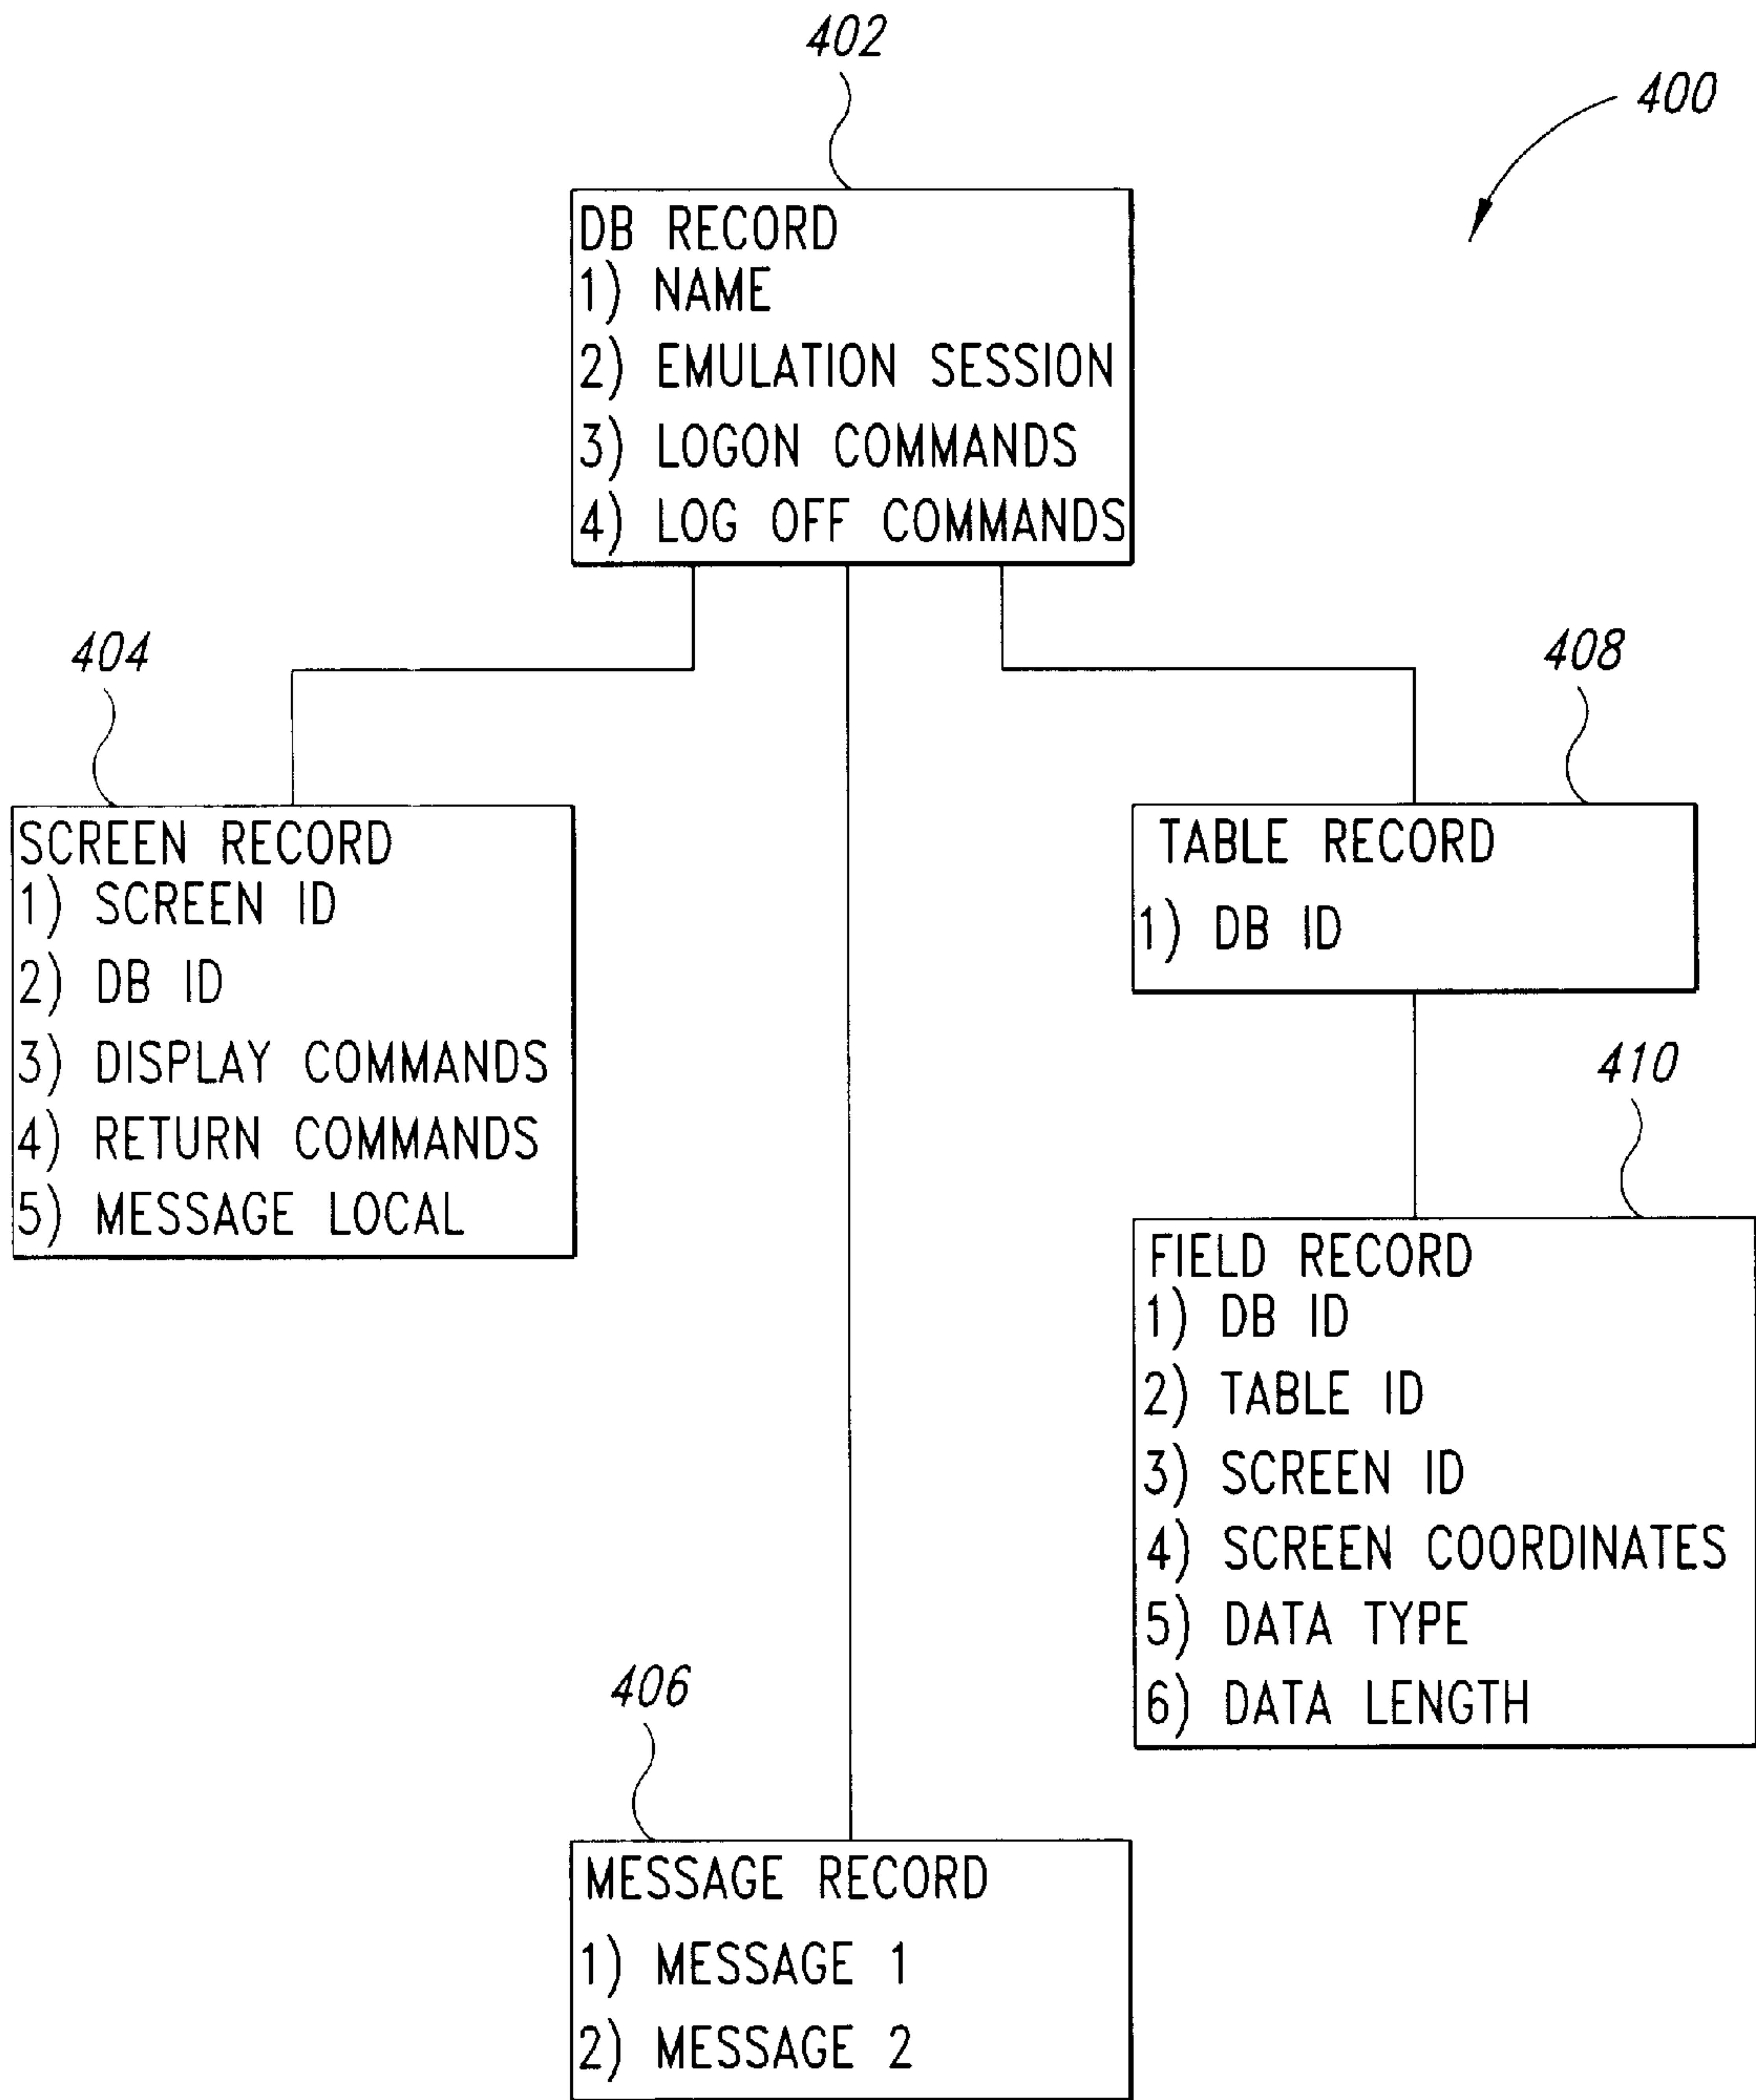 402
400
DB RECORD
1) NAME
2) EMULATION SESSION
3) LOGON COMMANDS
4) LOG OFF COMMANDS
404
408
SCREEN RECORD
1) SCREEN ID
2) DB ID
3) DISPLAY COMMANDS
4) RETURN COMMANDS
5) MESSAGE LOCAL
TABLE RECORD
1) DB ID
410
FIELD RECORD
1) DB ID
2) TABLE ID
3) SCREEN ID
4) SCREEN COORDINATES
5) DATA TYPE
6) DATA LENGTH
406
MESSAGE RECORD
1) MESSAGE 1
2) MESSAGE 2